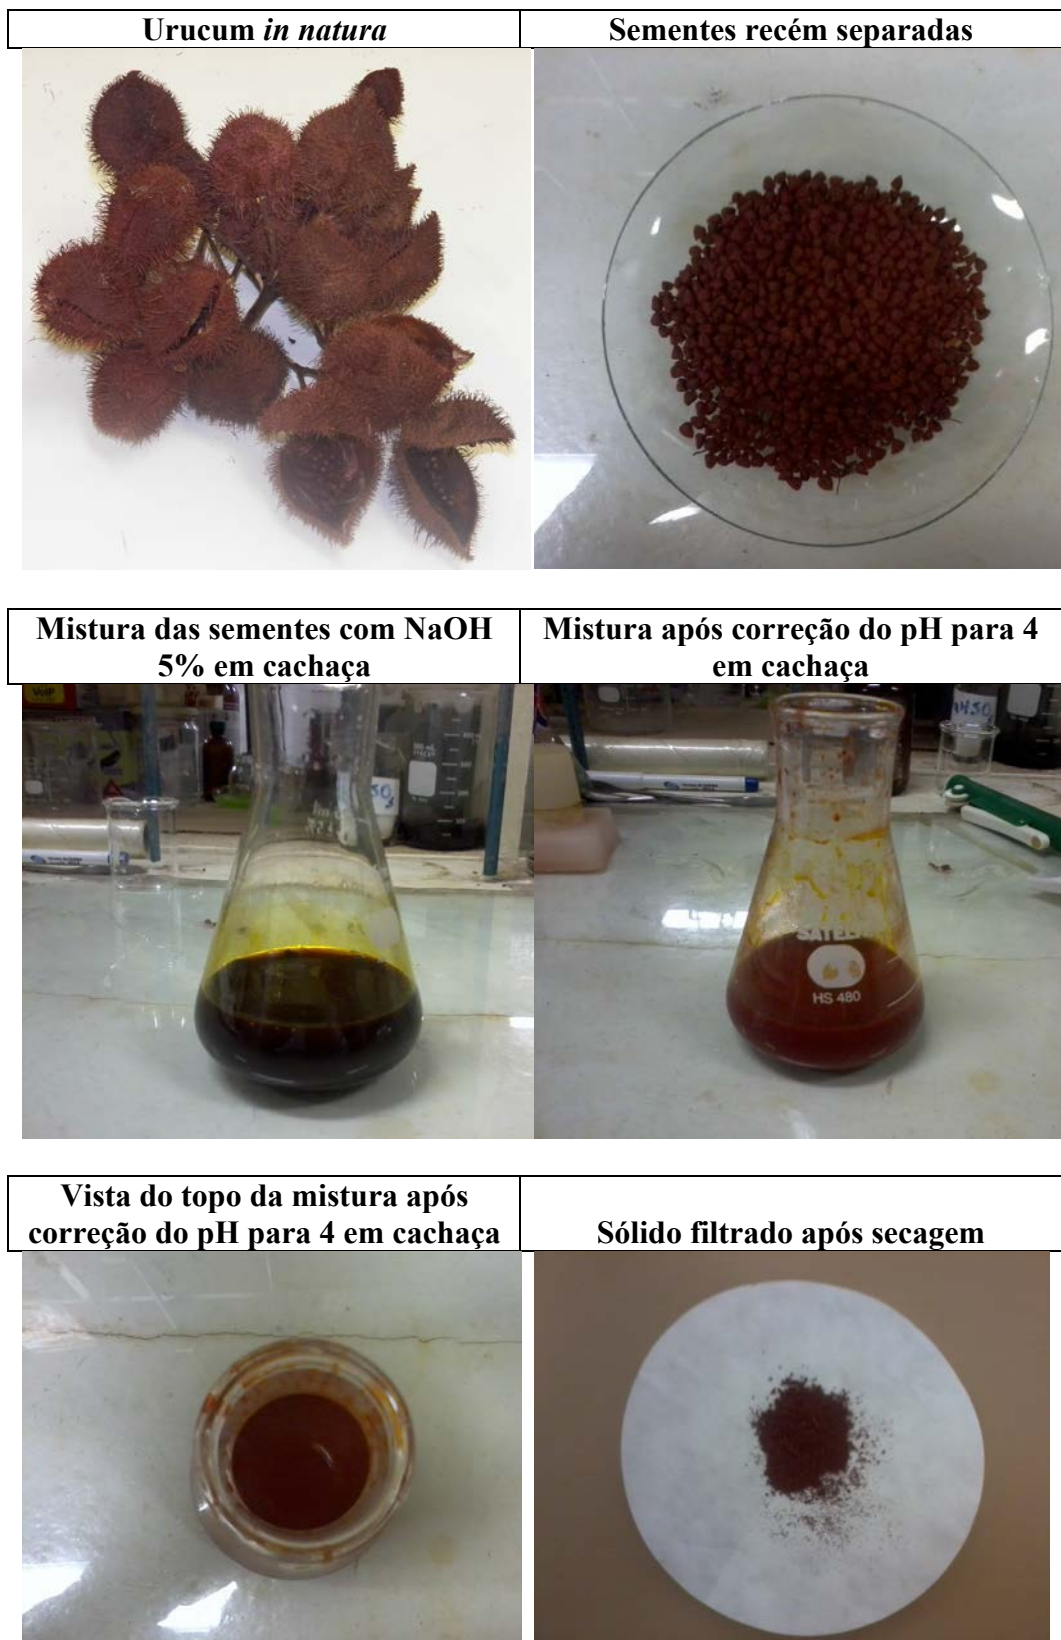 Urucum in natura
Sementes recém separadas
Mistura das sementes com NaOH
5% em cachaça
Mistura após correção do pH para 4
em cachaça
VoIP
HS 480
Vista do topo da mistura após
correção do pH para 4 em cachaça
Sólido filtrado após secagem